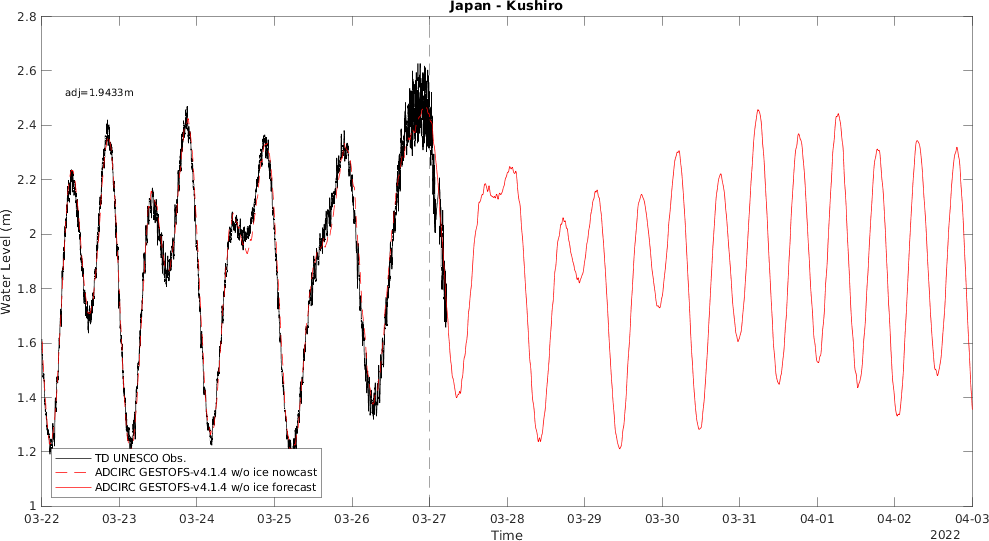 Japan - Kushiro
2.8
2.6
adj=1.9433m
2.4
2.2
2
1.8
1.6
1.4
1.2
1
Water Level (m)
TD UNESCO Obs.
ADCIRC GESTOFS-v4.1.4 w/o ice nowcast
ADCIRC GESTOFS-v4.1.4 w/o ice forecast
03-22 03-23 03-24 03-25 03-26 03-27 03-28 03-29 03-30 03-31 04-01 04-02 04-03
Time
2022